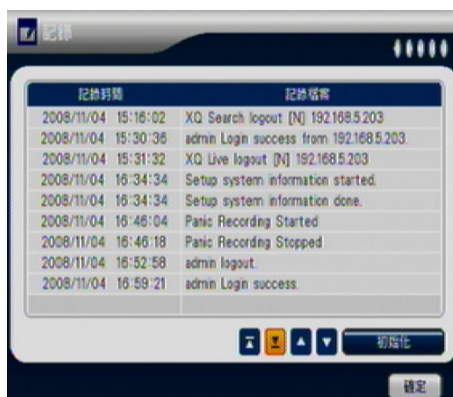 記錄
記錄時間 記錄檔案
2008/11/04 15:16:02 XQ Search logout [N] 192.168.5.203
2008/11/04 15:30:36 admin Login success from 192.168.5.203.
2008/11/04 15:31:32 XQ Live logout [N] 192.168.5.203
2008/11/04 16:34:34 Setup system information started.
2008/11/04 16:34:34 Setup system information done.
2008/11/04 16:46:04 Panic Recording Started
2008/11/04 16:46:18 Panic Recording Stopped
2008/11/04 16:52:58 admin logout.
2008/11/04 16:59:21 admin Login success.
初始化
確定